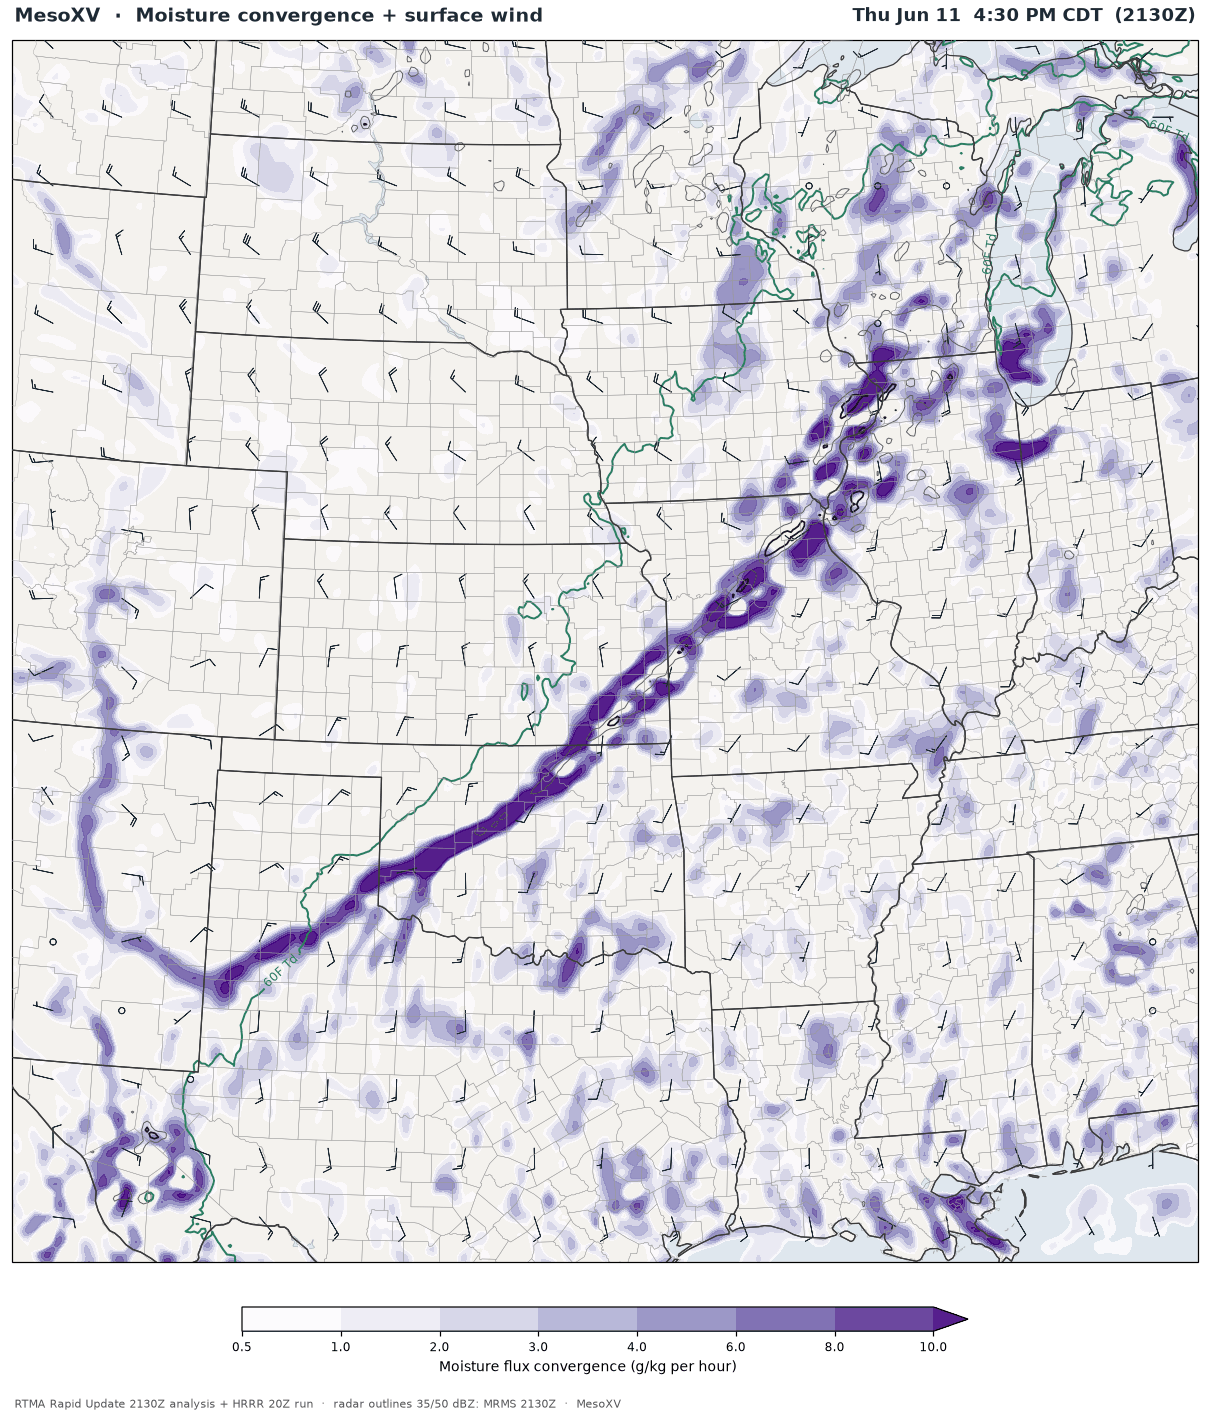 MesoXV · Moisture convergence + surface wind
Thu Jun 11 4:30 PM CDT (2130Z)
60F Td
60F Td
60F Td
0.5 1.0 2.0 3.0 4.0 6.0 8.0 10.0
Moisture flux convergence (g/kg per hour)
RTMA Rapid Update 2130Z analysis + HRRR 20Z run · radar outlines 35/50 dBZ: MRMS 2130Z · MesoXV